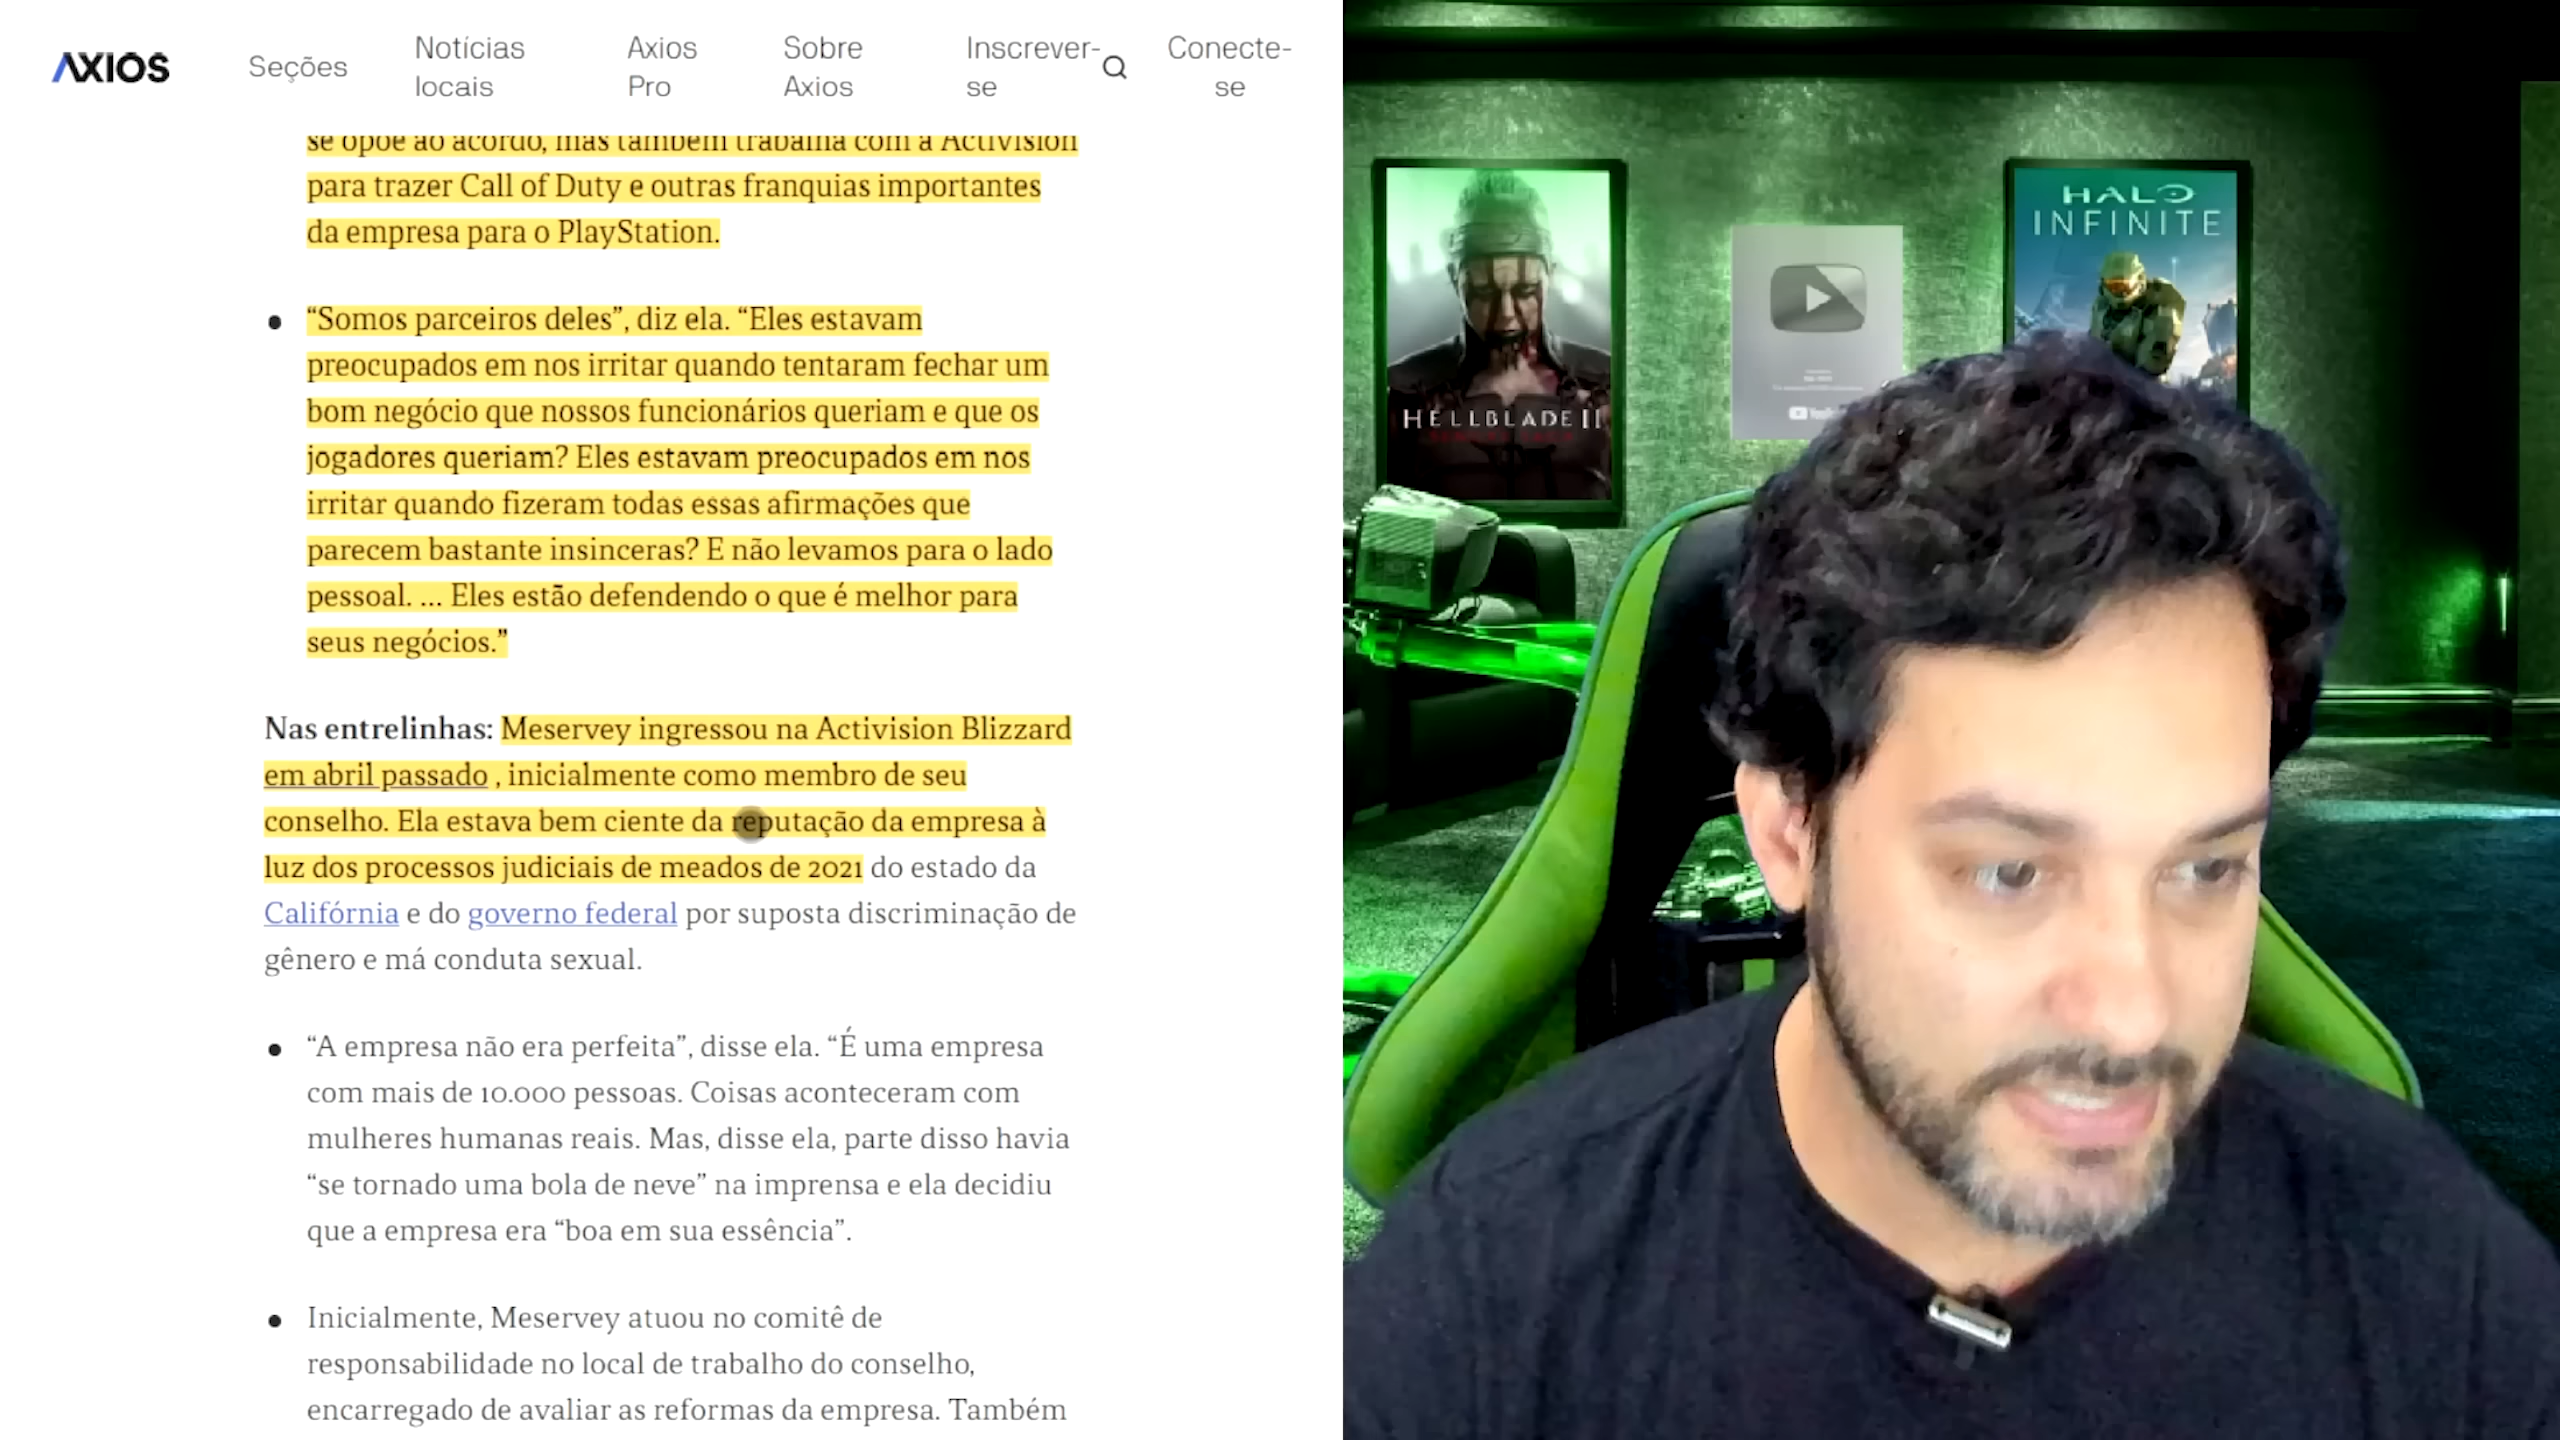 AXIOS
Seções
Notícias
locais
Axios
Pro
Sobre
Axios
Inscrever-
se
Conecte-
se
se opõe ao acordo, mas também trabalha com a Activision
para trazer Call of Duty e outras franquias importantes
da empresa para o PlayStation.
“Somos parceiros deles”, diz ela. “Eles estavam
preocupados em nos irritar quando tentaram fechar um
bom negócio que nossos funcionários queriam e que os
jogadores queriam? Eles estavam preocupados em nos
irritar quando fizeram todas essas afirmações que
parecem bastante insinceras? E não levamos para o lado
pessoal. ... Eles estão defendendo o que é melhor para
seus negócios.”
Nas entrelinhas: Meservey ingressou na Activision Blizzard
em abril passado , inicialmente como membro de seu
conselho. Ela estava bem ciente da reputação da empresa à
luz dos processos judiciais de meados de 2021 do estado da
Califórnia e do governo federal por suposta discriminação de
gênero e má conduta sexual.
“A empresa não era perfeita”, disse ela. “É uma empresa
com mais de 10.000 pessoas. Coisas aconteceram com
mulheres humanas reais. Mas, disse ela, parte disso havia
“se tornado uma bola de neve” na imprensa e ela decidiu
que a empresa era “boa em sua essência”.
Inicialmente, Meservey atuou no comitê de
responsabilidade no local de trabalho do conselho,
encarregado de avaliar as reformas da empresa. Também
HELLBLADE II
HALO
INFINITE